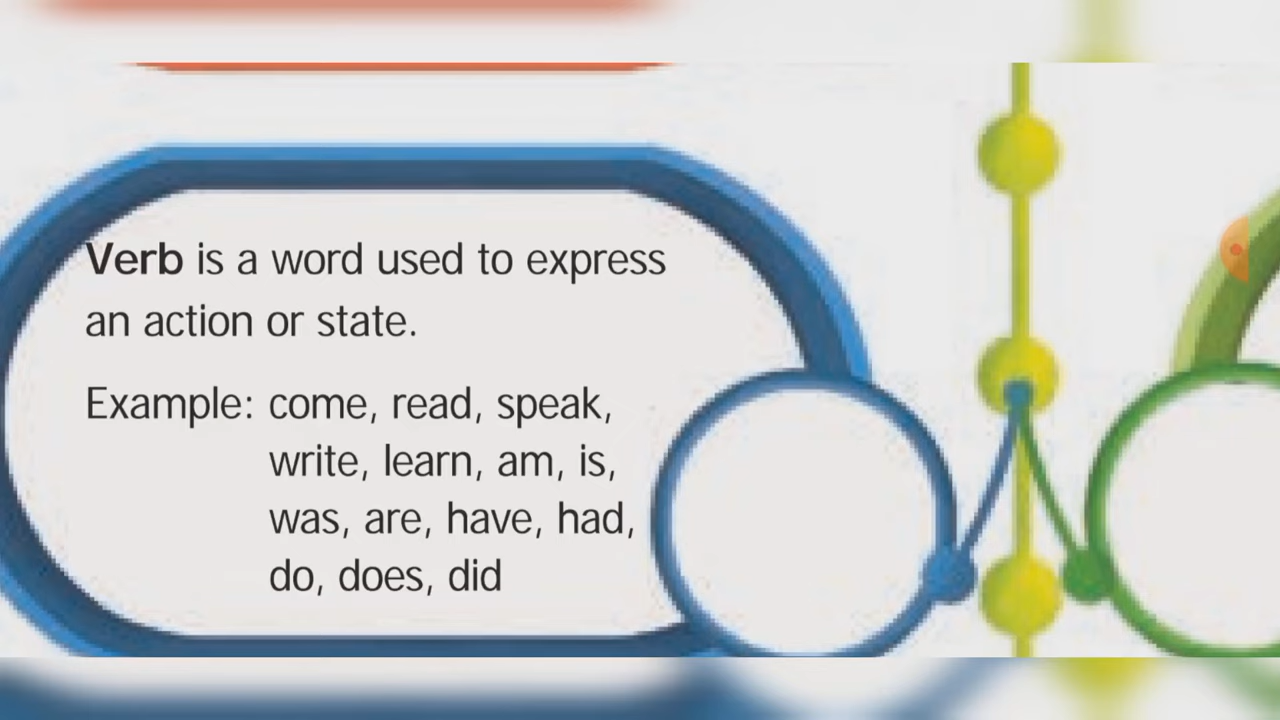 Verb is a word used to express
an action or state.
Example: come, read, speak,
write, learn, am, is,
was, are, have, had,
do, does, did